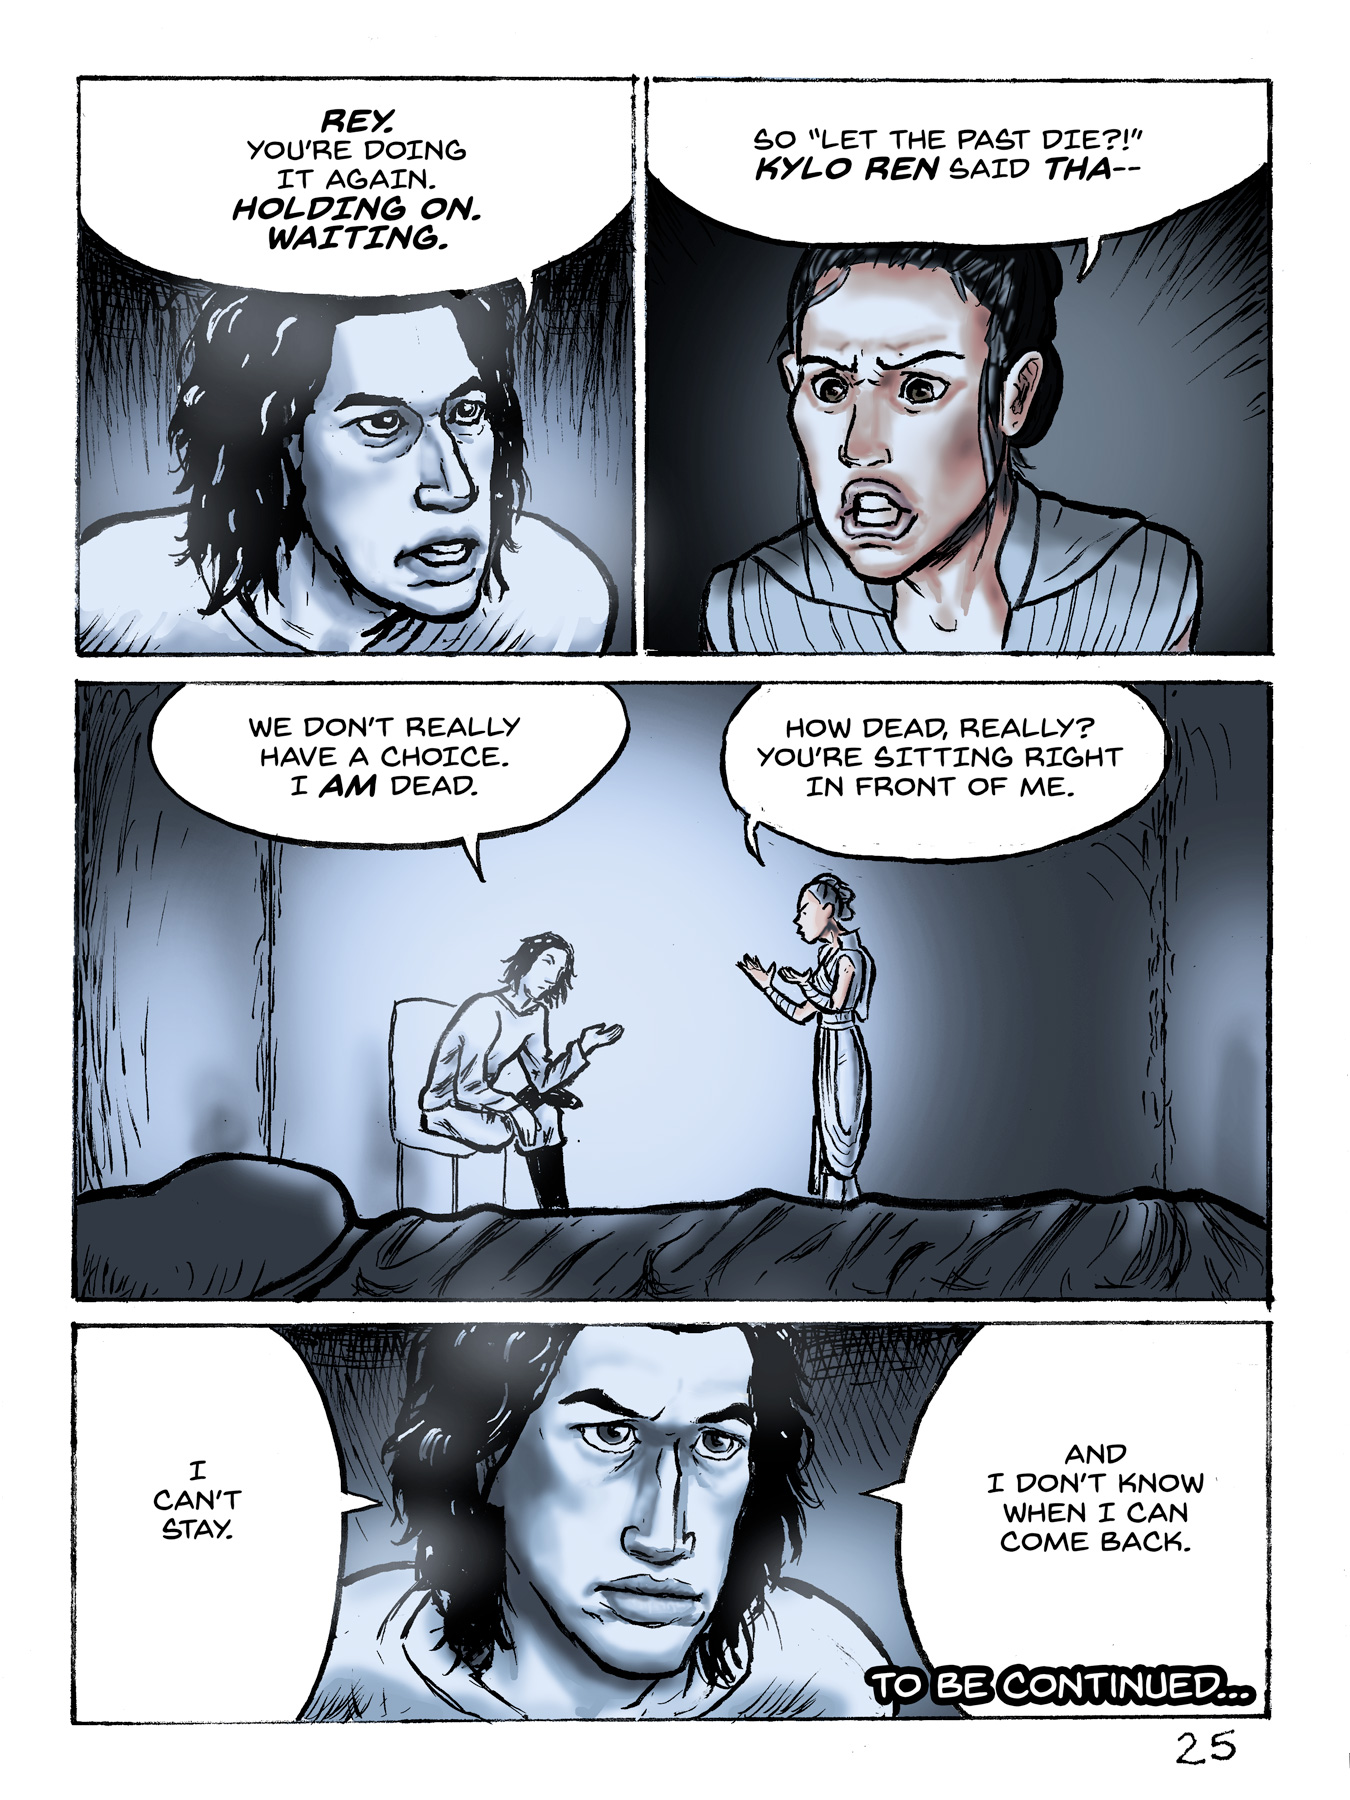 REY.
YOU'RE DOING
IT AGAIN.
HOLDING ON.
WAITING.
SO "LET THE PAST DIE?!"
KYLO REN SAID THA--
WE DON'T REALLY
HAVE A CHOICE.
I AM DEAD.
HOW DEAD, REALLY?
YOU'RE SITTING RIGHT
IN FRONT OF ME.
I
CAN'T
STAY.
AND
I DON'T KNOW
WHEN I CAN
COME BACK.
TO BE CONTINUED...
25